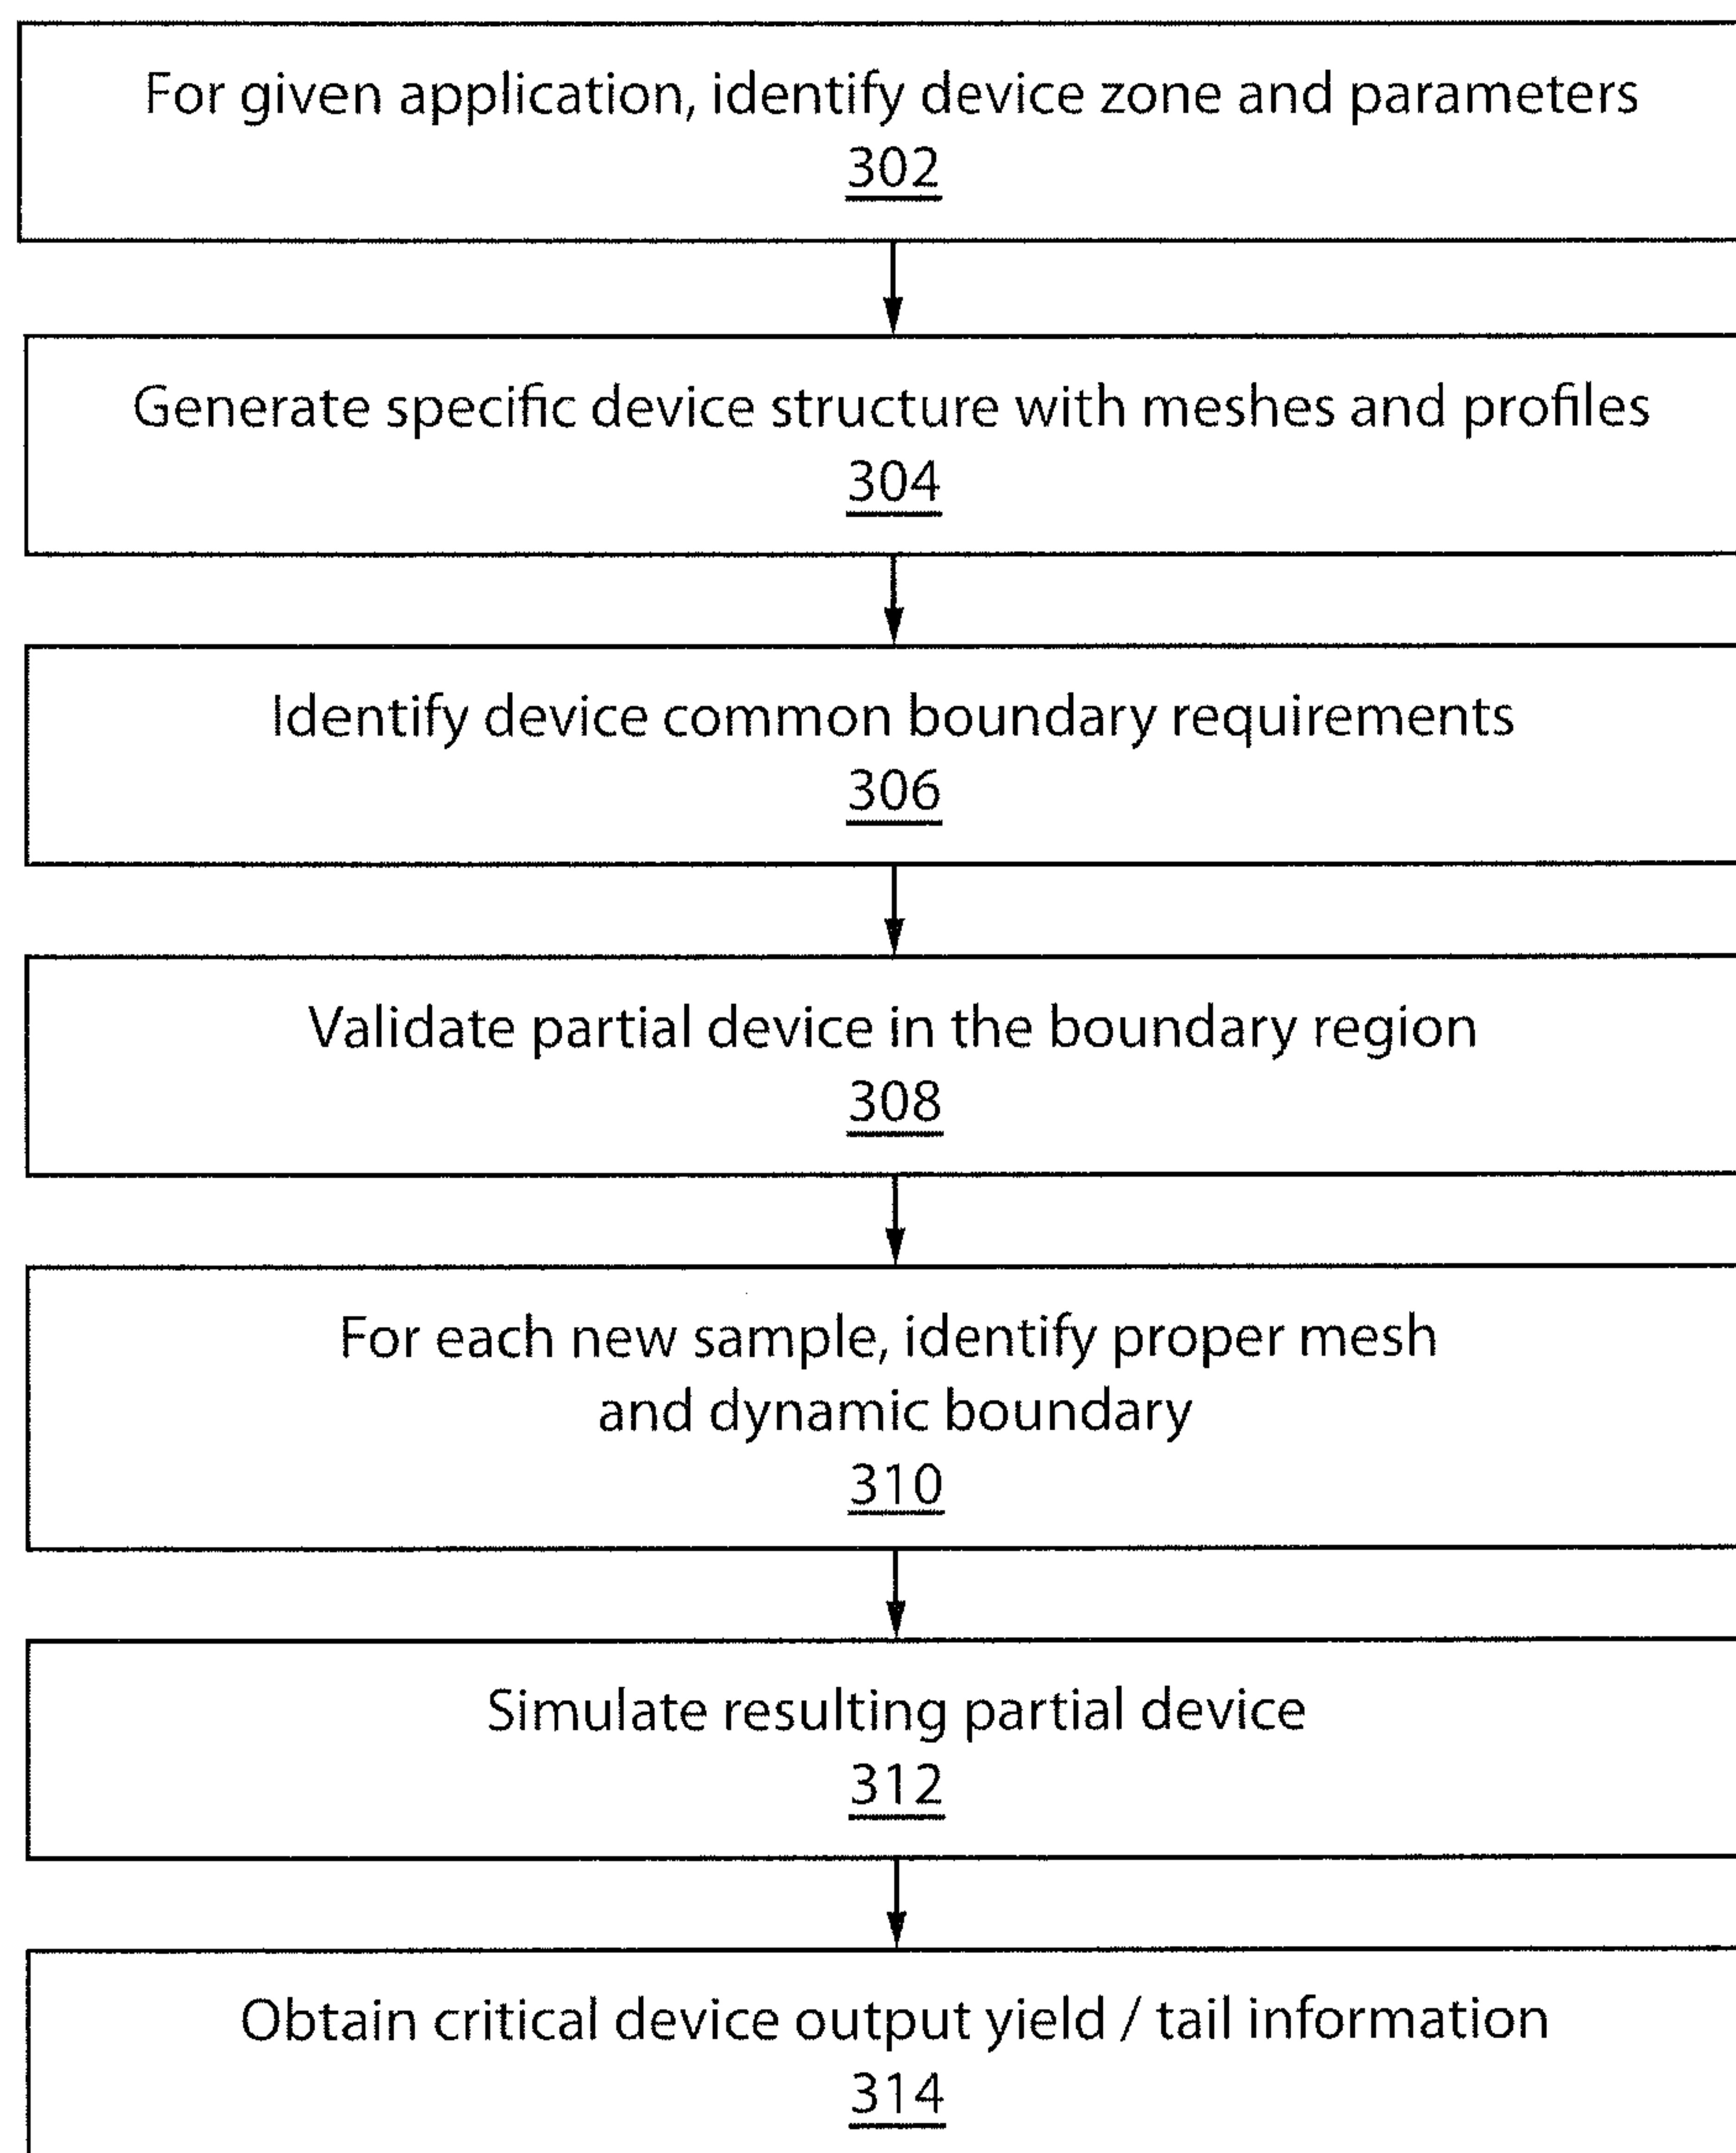 For given application, identify device zone and parameters
302
Generate specific device structure with meshes and profiles
304
Identify device common boundary requirements
306
Validate partial device in the boundary region
308
For each new sample, identify proper mesh
and dynamic boundary
310
Simulate resulting partial device
312
Obtain critical device output yield / tail information
314